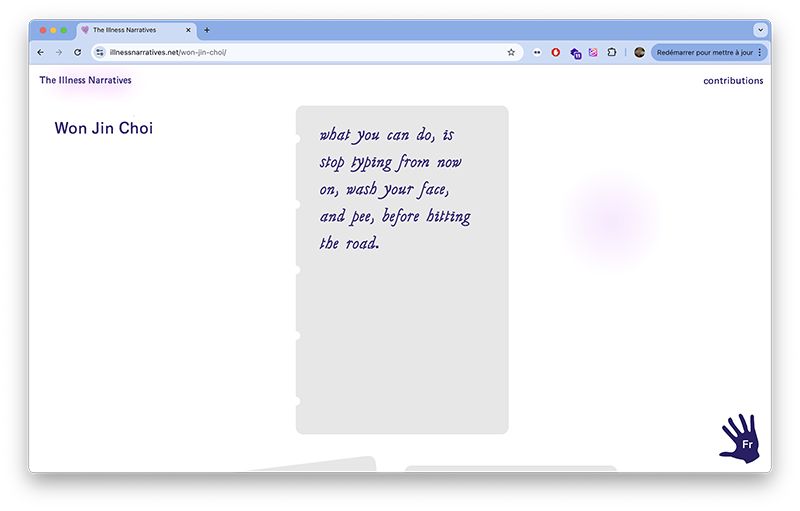 The Illness Narratives
illnessnarratives.net/won-jin-choi/
11
Redémarrer pour mettre à jour
The Illness Narratives
contributions
Won Jin Choi
what you can do, is
stop typing from now
on, wash your face,
and pee, before hitting
the road.
Fr